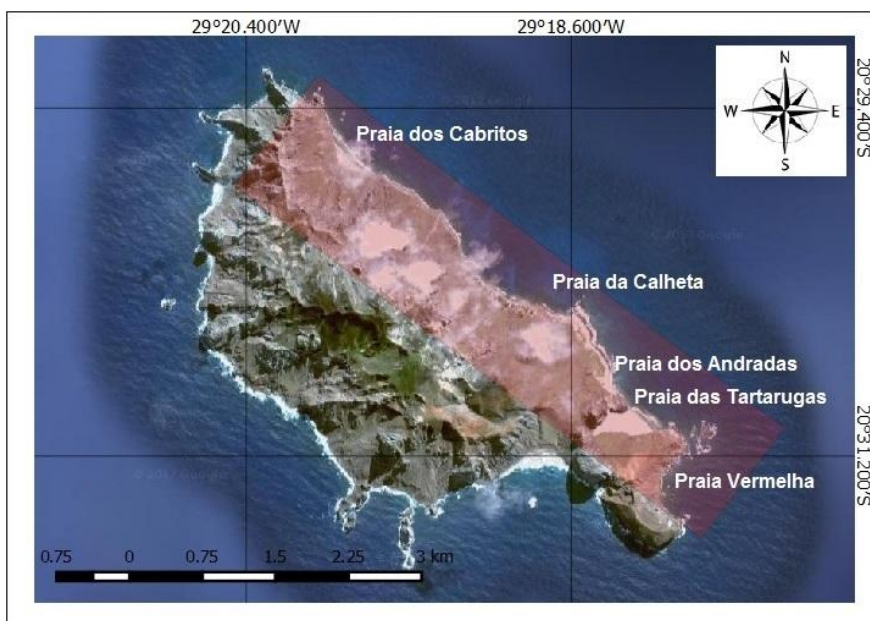 29°20.400'W
29°18.600'W
N
W
E
S
20°29.400'S
Praia dos Cabritos
Praia da Calheta
Praia dos Andradas
Praia das Tartarugas
20°31.200'S
Praia Vermelha
0.75 0 0.75 1.5 2.25 3 km